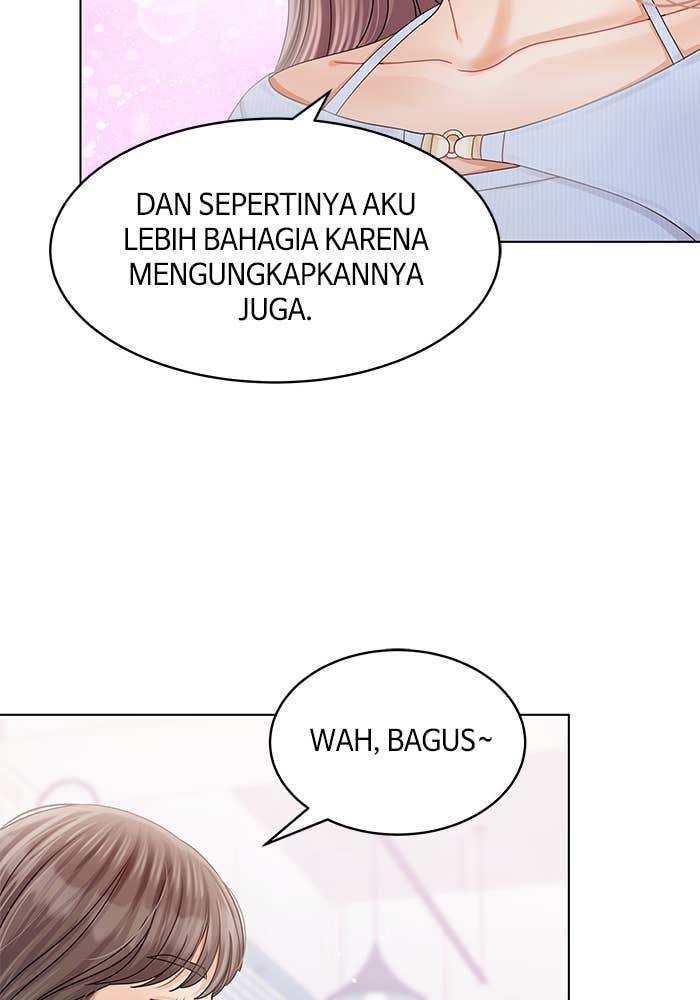 DAN SEPERTINYA AKU
LEBIH BAHAGIA KARENA
MENGUNGKAPKANNYA
JUGA.
WAH, BAGUS~